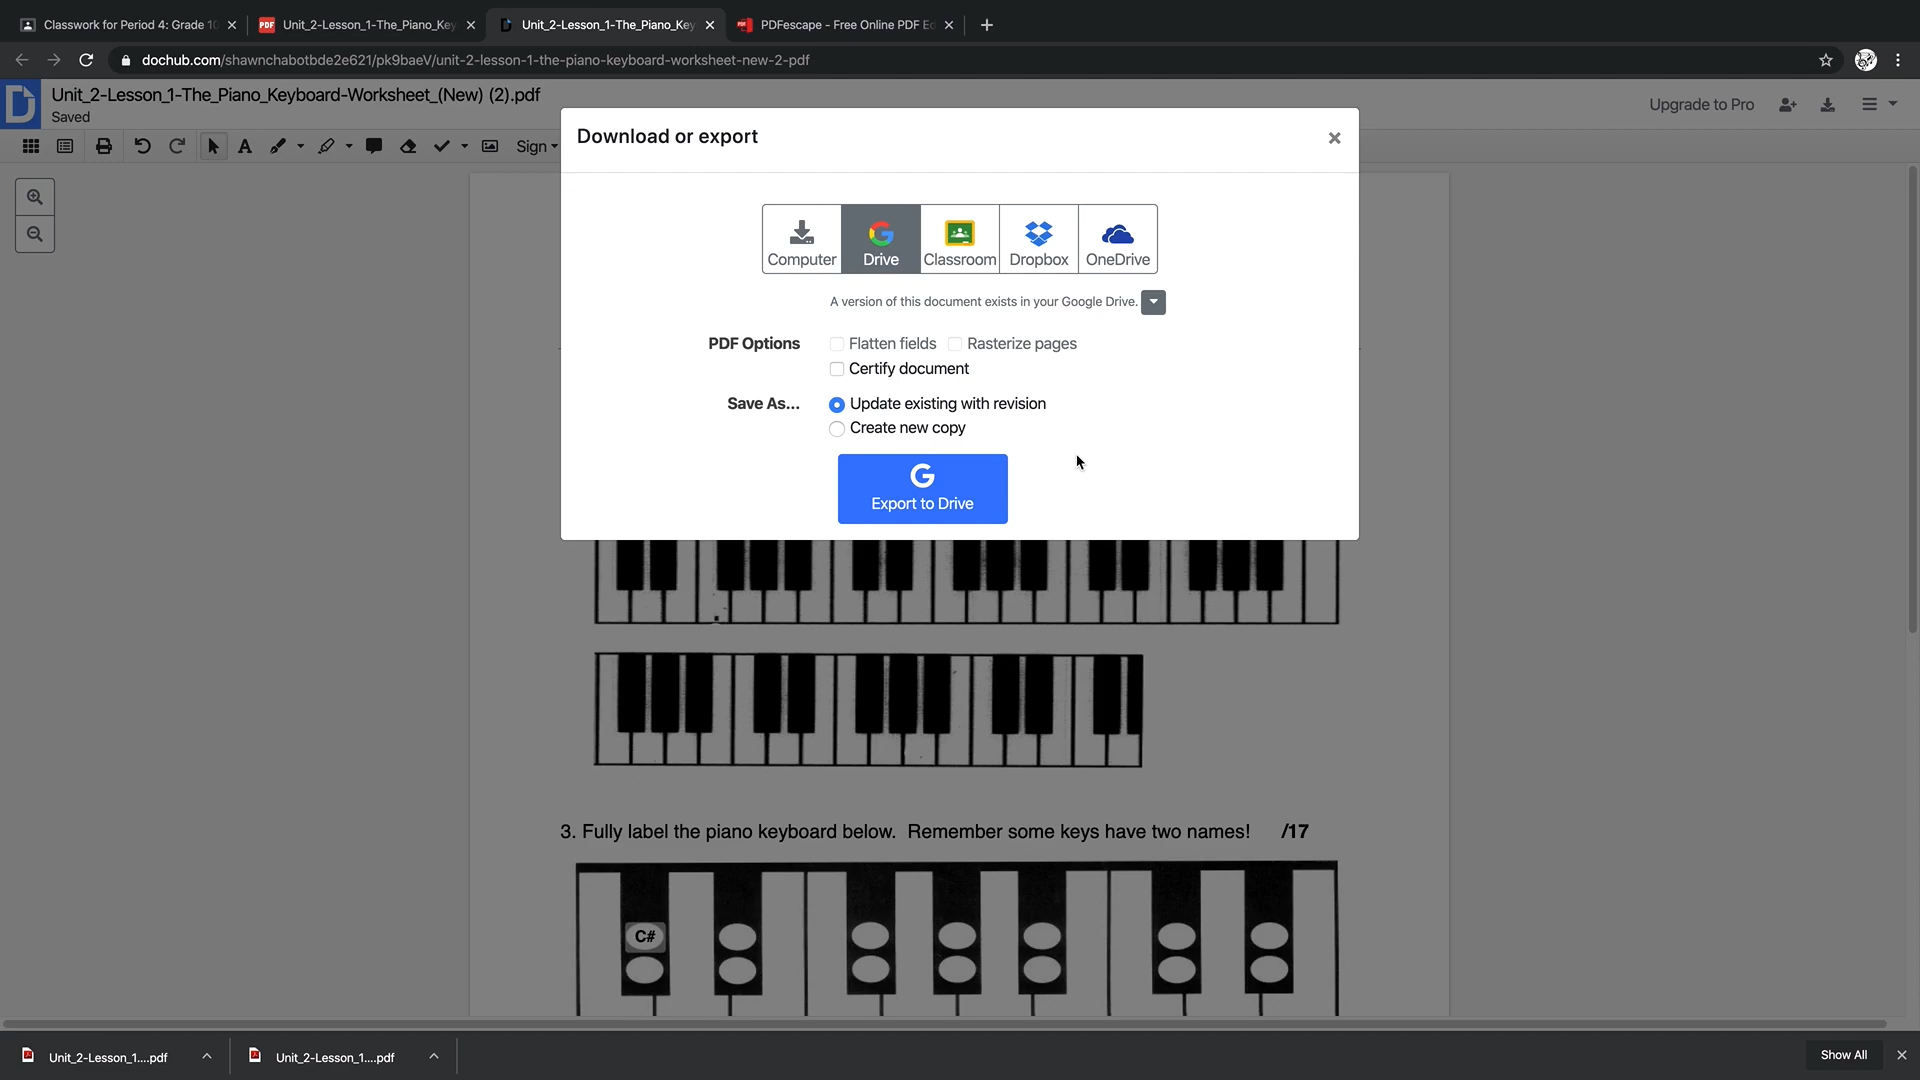 Classwork for Period 4: Grade 10
PDF Unit_2-Lesson_1-The_Piano_Key
Unit_2-Lesson_1-The_Piano_Key
PDFescape - Free Online PDF Ed
dochub.com/shawnchabotbde2e621/pk9baeV/unit-2-lesson-1-the-piano-keyboard-worksheet-new-2-pdf
Unit_2-Lesson_1-The_Piano_Keyboard-Worksheet_(New) (2).pdf
Saved
Upgrade to Pro
A
Sign
Download or export
Computer
Drive
Classroom
Dropbox
OneDrive
A version of this document exists in your Google Drive.
PDF Options
Flatten fields
Rasterize pages
Certify document
Save As...
Update existing with revision
Create new copy
Export to Drive
3. Fully label the piano keyboard below. Remember some keys have two names! /17
C#
Unit_2-Lesson_1....pdf
Unit_2-Lesson_1....pdf
Show All